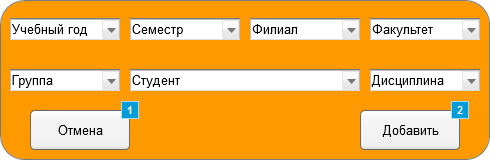 Учебный год Семестр Филиал Факультет
Группа Студент Дисциплина
1 2
Отмена Добавить